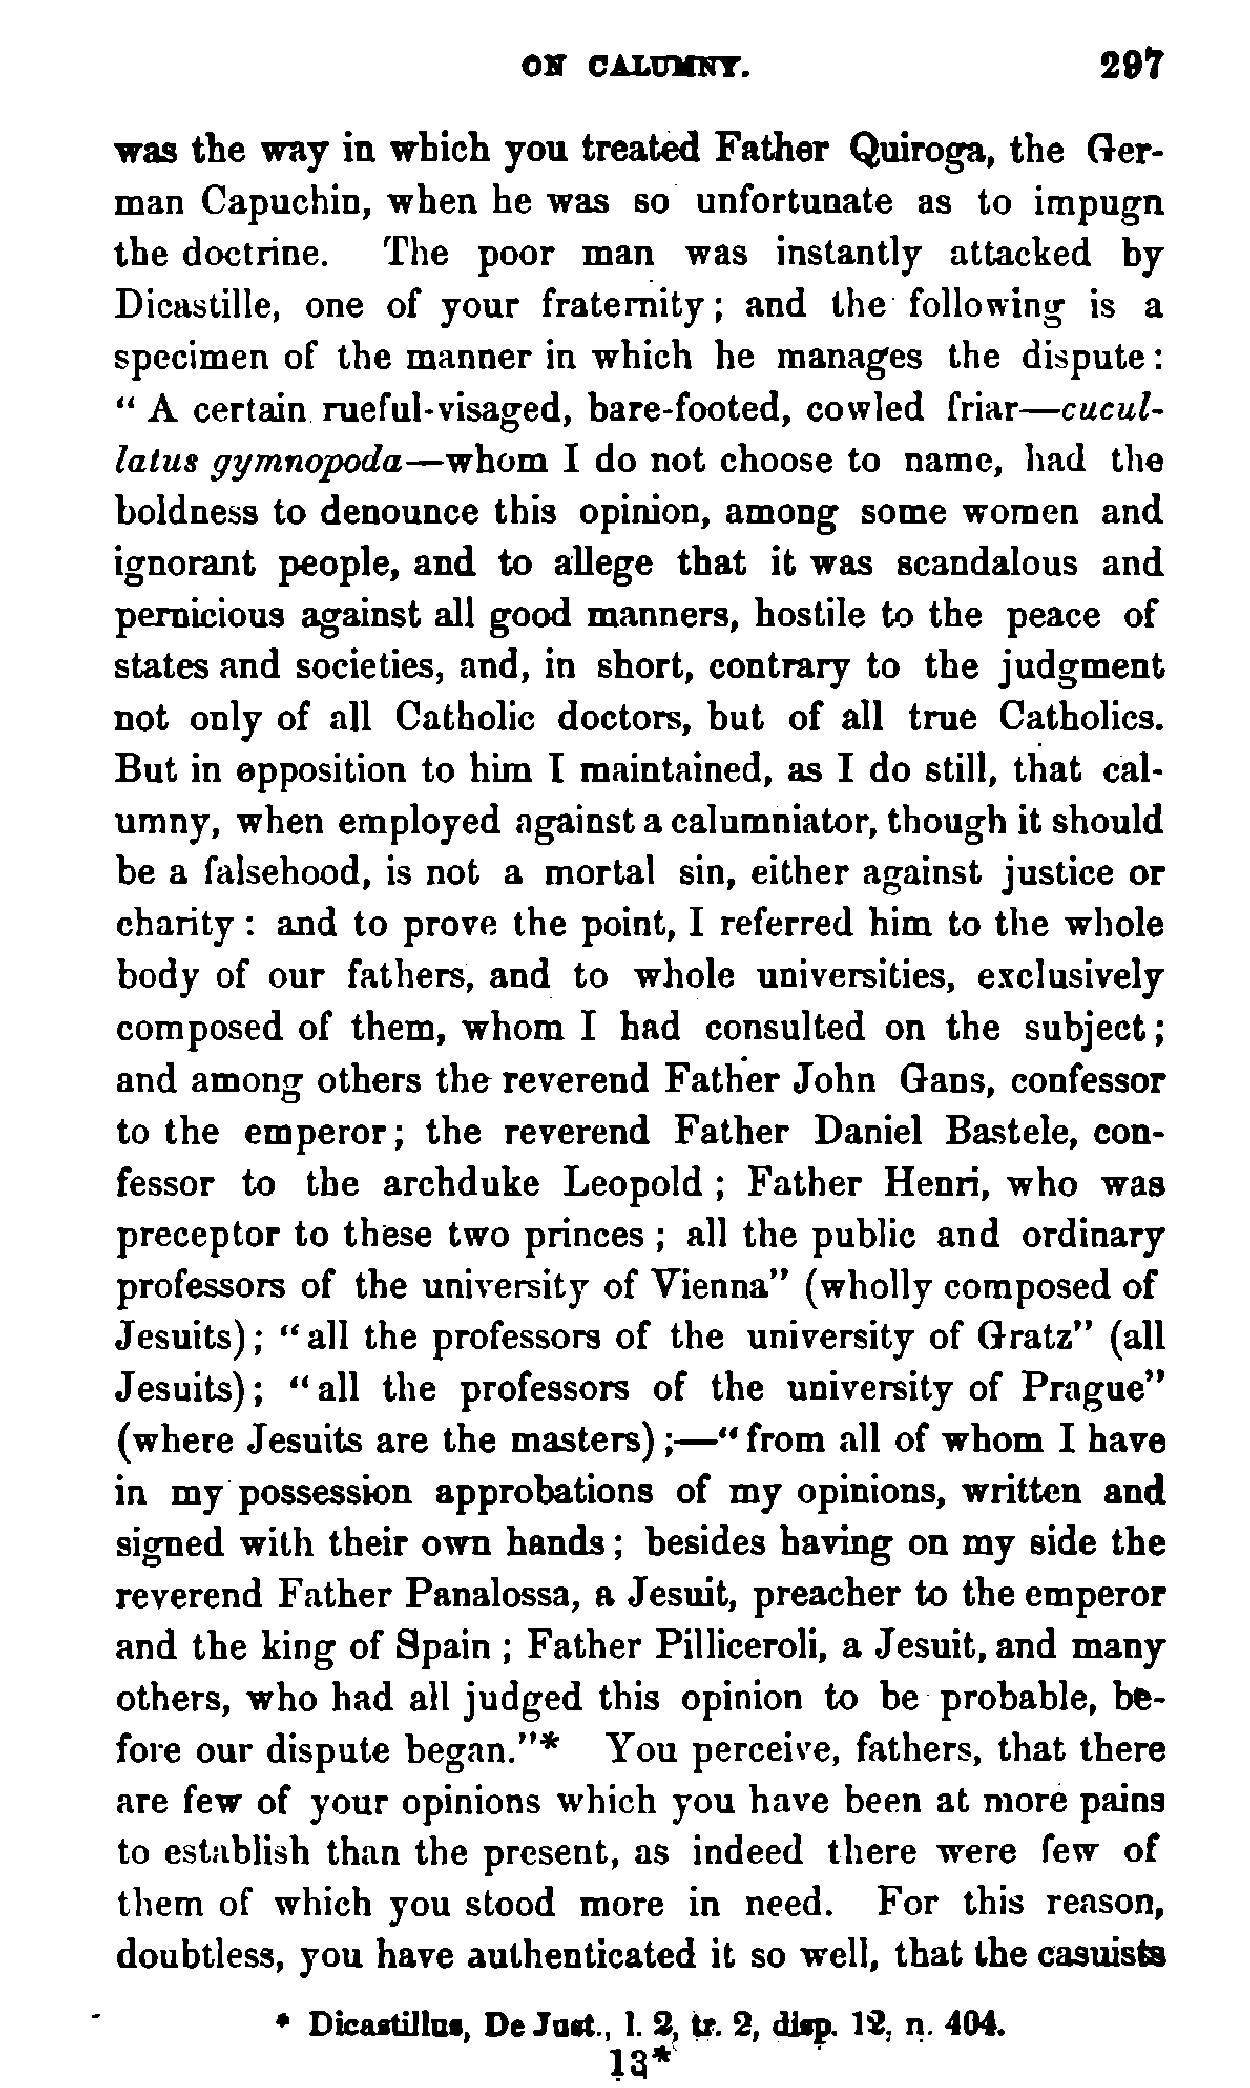 ON CALUMNY. 297
was the way in which you treated Father Quiroga, the Ger-
man Capuchin, when he was so unfortunate as to impugn
the doctrine. The poor man was instantly attacked by
Dicastille, one of your fraternity; and the following is a
specimen of the manner in which he manages the dispute:
“A certain rueful-visaged, bare-footed, cowled friar—cucul-
latus gymnopoda—whom I do not choose to name, had the
boldness to denounce this opinion, among some women and
ignorant people, and to allege that it was scandalous and
pernicious against all good manners, hostile to the peace of
states and societies, and, in short, contrary to the judgment
not only of all Catholic doctors, but of all true Catholics.
But in opposition to him I maintained, as I do still, that cal-
umny, when employed against a calumniator, though it should
be a falsehood, is not a mortal sin, either against justice or
charity: and to prove the point, I referred him to the whole
body of our fathers, and to whole universities, exclusively
composed of them, whom I had consulted on the subject;
and among others the reverend Father John Gans, confessor
to the emperor; the reverend Father Daniel Bastele, con-
fessor to the archduke Leopold; Father Henri, who was
preceptor to these two princes; all the public and ordinary
professors of the university of Vienna” (wholly composed of
Jesuits); “all the professors of the university of Gratz” (all
Jesuits); “all the professors of the university of Prague”
(where Jesuits are the masters);—“from all of whom I have
in my possession approbations of my opinions, written and
signed with their own hands; besides having on my side the
reverend Father Panalossa, a Jesuit, preacher to the emperor
and the king of Spain; Father Pilliceroli, a Jesuit, and many
others, who had all judged this opinion to be probable, be-
fore our dispute began.”* You perceive, fathers, that there
are few of your opinions which you have been at more pains
to establish than the present, as indeed there were few of
them of which you stood more in need. For this reason,
doubtless, you have authenticated it so well, that the casuists
* Dicastillus, De Just., l. 2, tr. 2, disp. 12, n. 404.
13*